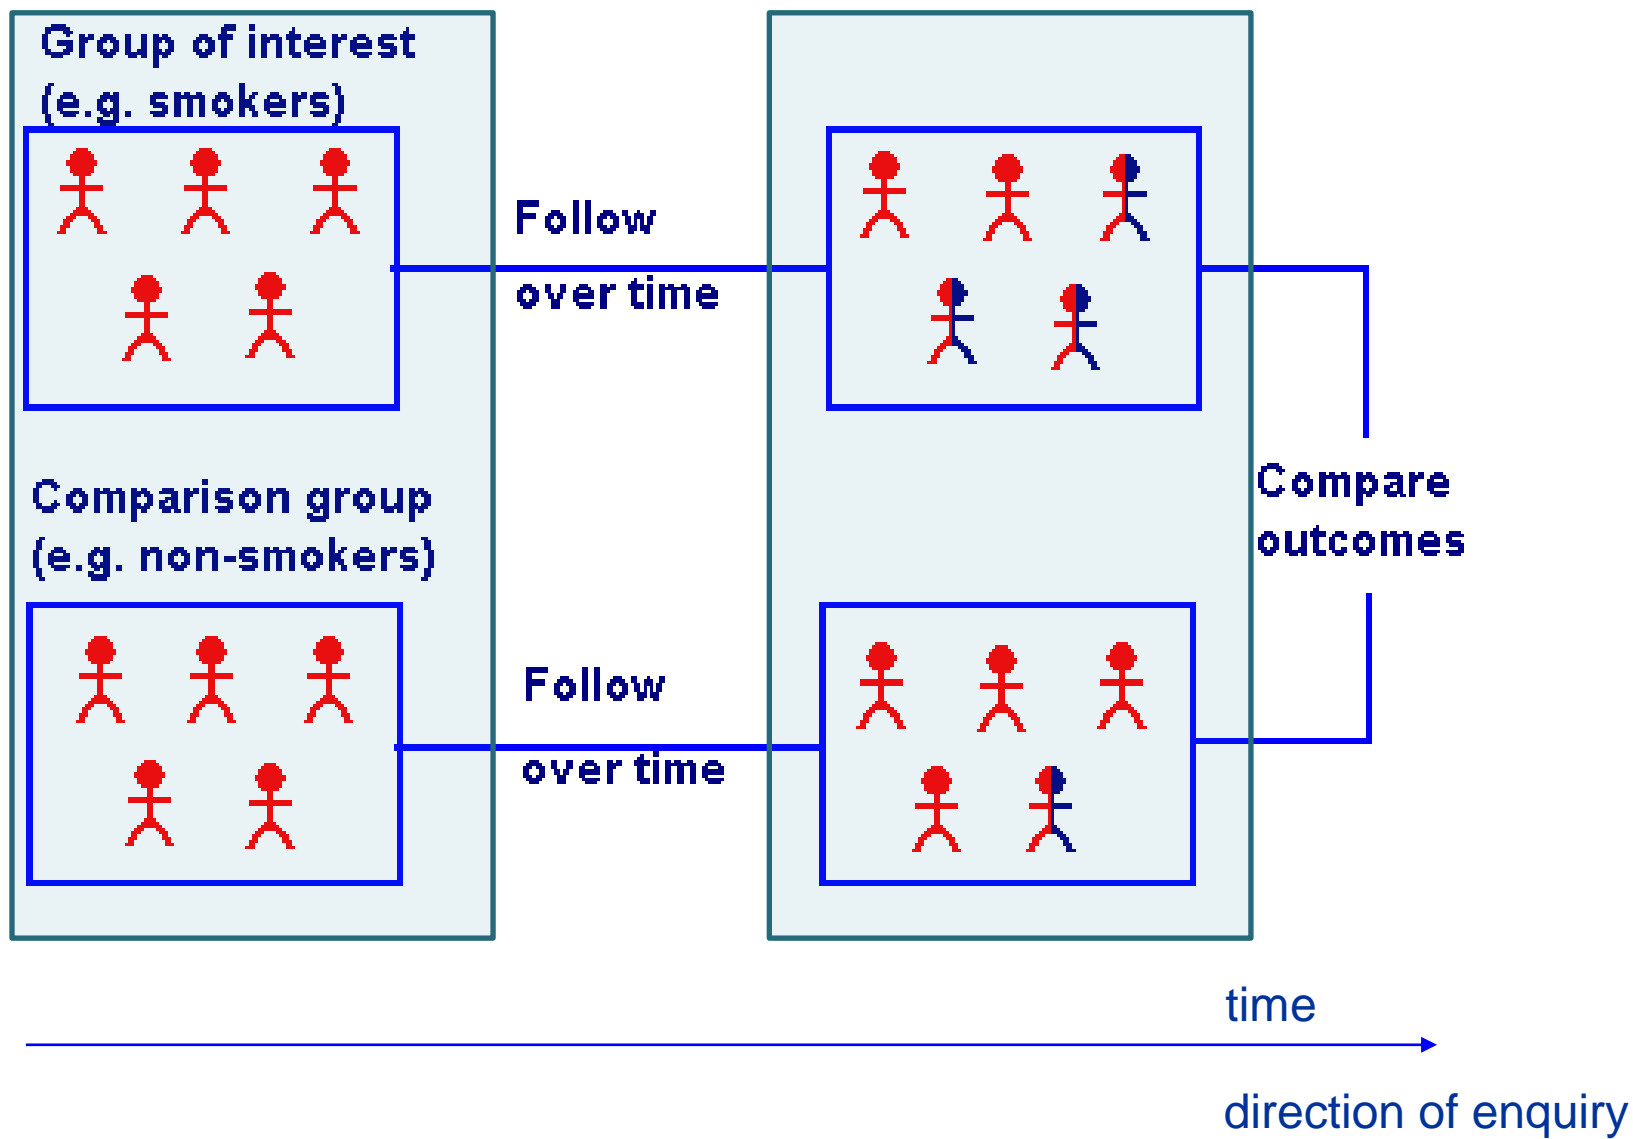 Group of interest
(e.g. smokers)
Follow
over time
Comparison group
(e.g. non-smokers)
Follow
over time
Compare
outcomes
time
direction of enquiry